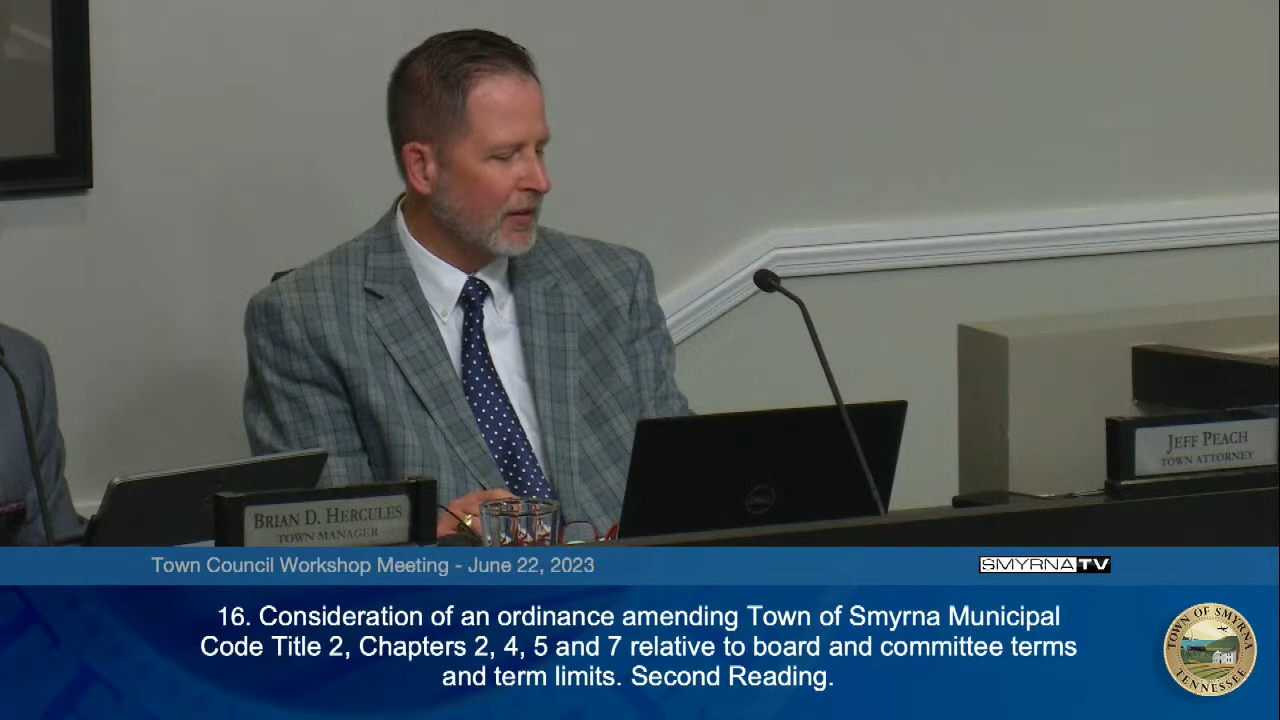 JEFF PEACH
TOWN ATTORNEY
DELL
BRIAN D. HERCULES
TOWN MANAGER
Town Council Workshop Meeting - June 22, 2023
SMYRNATV
16. Consideration of an ordinance amending Town of Smyrna Municipal
Code Title 2, Chapters 2, 4, 5 and 7 relative to board and committee terms
and term limits. Second Reading.
TOWN OF SMYRNA
TENNESSEE